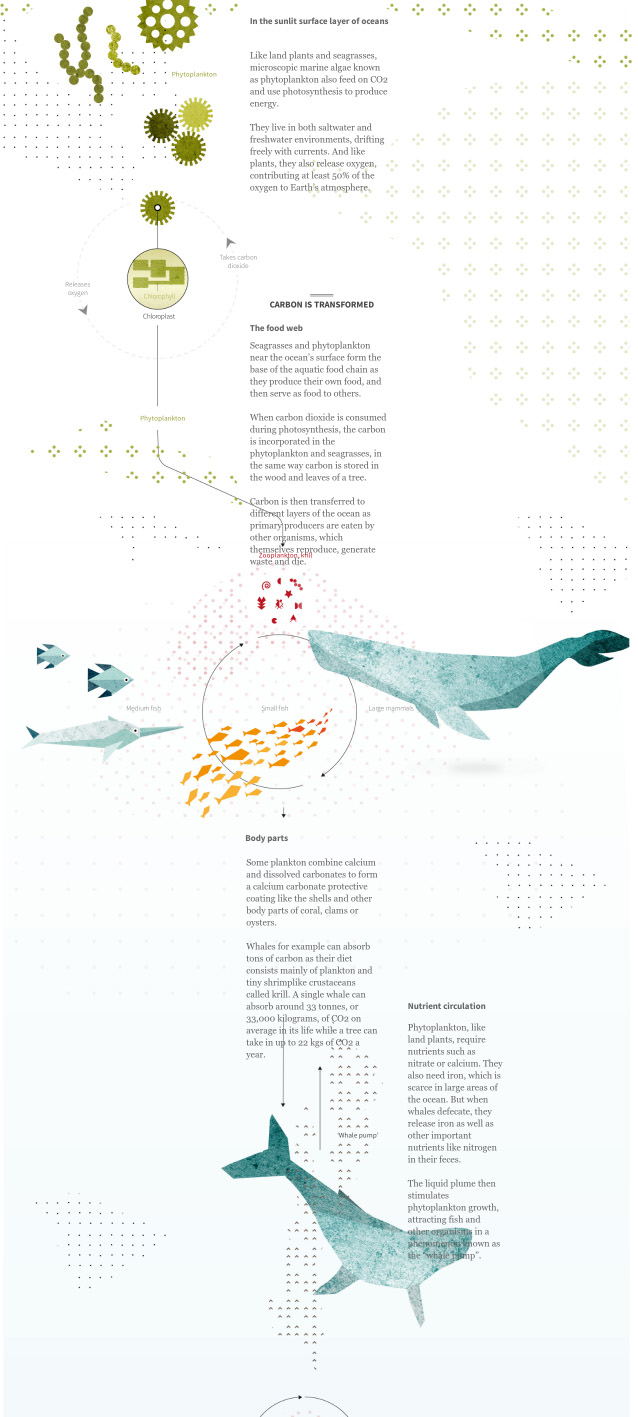 In the sunlit surface layer of oceans
Like land plants and seagrasses,
microscopic marine algae known
as phytoplankton also feed on CO2
and use photosynthesis to produce
energy.
Phytoplankton
They live in both saltwater and
freshwater environments, drifting
freely with currents. And like
plants, they also release oxygen,
contributing at least 50% of the
oxygen to Earth's atmosphere.
Takes carbon
dioxide
Releases
oxygen
Chlorophyll
Chloroplast
CARBON IS TRANSFORMED
The food web
Seagrasses and phytoplankton
near the ocean's surface form the
base of the aquatic food chain as
they produce their own food, and
then serve as food to others.
Phytoplankton
When carbon dioxide is consumed
during photosynthesis, the carbon
is incorporated in the
phytoplankton and seagrasses, in
the same way carbon is stored in
the wood and leaves of a tree.
Carbon is then transferred to
different layers of the ocean as
primary producers are eaten by
other organisms, which
themselves reproduce, generate
waste and die.
Zooplankton, krill
Medium fish
Small fish
Large mammals
Body parts
Some plankton combine calcium
and dissolved carbonates to form
a calcium carbonate protective
coating like the shells and other
body parts of coral, clams or
oysters.
Whales for example can absorb
tons of carbon as their diet
consists mainly of plankton and
tiny shrimplike crustaceans
called krill. A single whale can
absorb around 33 tonnes, or
33,000 kilograms, of CO2 on
average in its life while a tree can
take in up to 22 kgs of CO2 a
year.
Nutrient circulation
Phytoplankton, like
land plants, require
nutrients such as
nitrate or calcium. They
also need iron, which is
scarce in large areas of
the ocean. But when
whales defecate, they
release iron as well as
other important
nutrients like nitrogen
in their feces.
'Whale pump'
The liquid plume then
stimulates
phytoplankton growth,
attracting fish and
other organisms in a
phenomenon known as
the "whale pump".